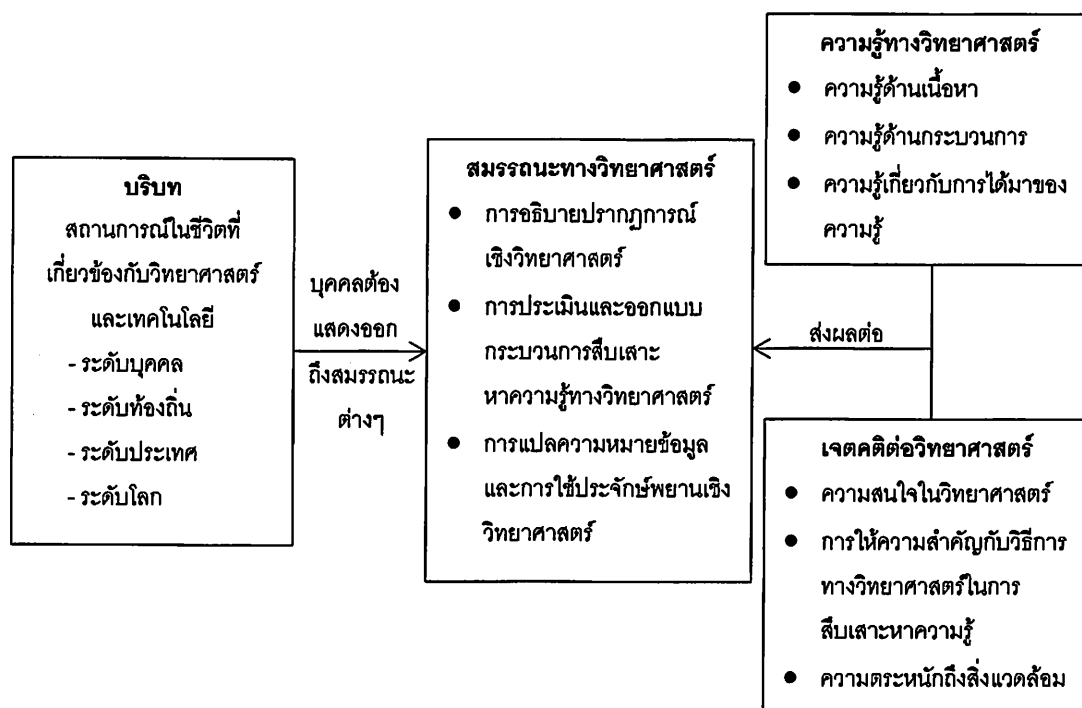 บริบท
สถานการณ์ในชีวิตที่
เกี่ยวข้องกับวิทยาศาสตร์
และเทคโนโลยี
- ระดับบุคคล
- ระดับท้องถิ่น
- ระดับประเทศ
- ระดับโลก
บุคคลต้อง
แสดงออก
ถึงสมรรถนะ
ต่างๆ
สมรรถนะทางวิทยาศาสตร์
● การอธิบายปรากฏการณ์
เชิงวิทยาศาสตร์
● การประเมินและออกแบบ
กระบวนการสืบเสาะ
หาความรู้ทางวิทยาศาสตร์
● การแปลความหมายข้อมูล
และการใช้ประจักษ์พยานเชิง
วิทยาศาสตร์
ส่งผลต่อ
ความรู้ทางวิทยาศาสตร์
● ความรู้ด้านเนื้อหา
● ความรู้ด้านกระบวนการ
● ความรู้เกี่ยวกับการได้มาของ
ความรู้
เจตคติต่อวิทยาศาสตร์
● ความสนใจในวิทยาศาสตร์
● การให้ความสำคัญกับวิธีการ
ทางวิทยาศาสตร์ในการ
สืบเสาะหาความรู้
● ความตระหนักถึงสิ่งแวดล้อม